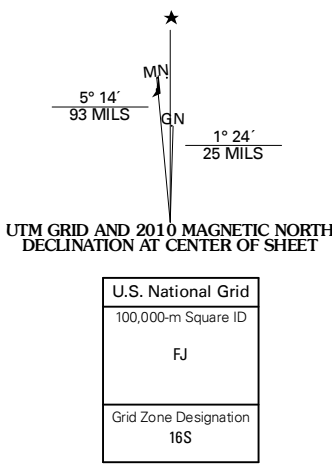 ★
MN
GN
5° 14´
93 MILS
1° 24´
25 MILS
UTM GRID AND 2010 MAGNETIC NORTH
DECLINATION AT CENTER OF SHEET
U.S. National Grid
100,000-m Square ID
FJ
Grid Zone Designation
16S